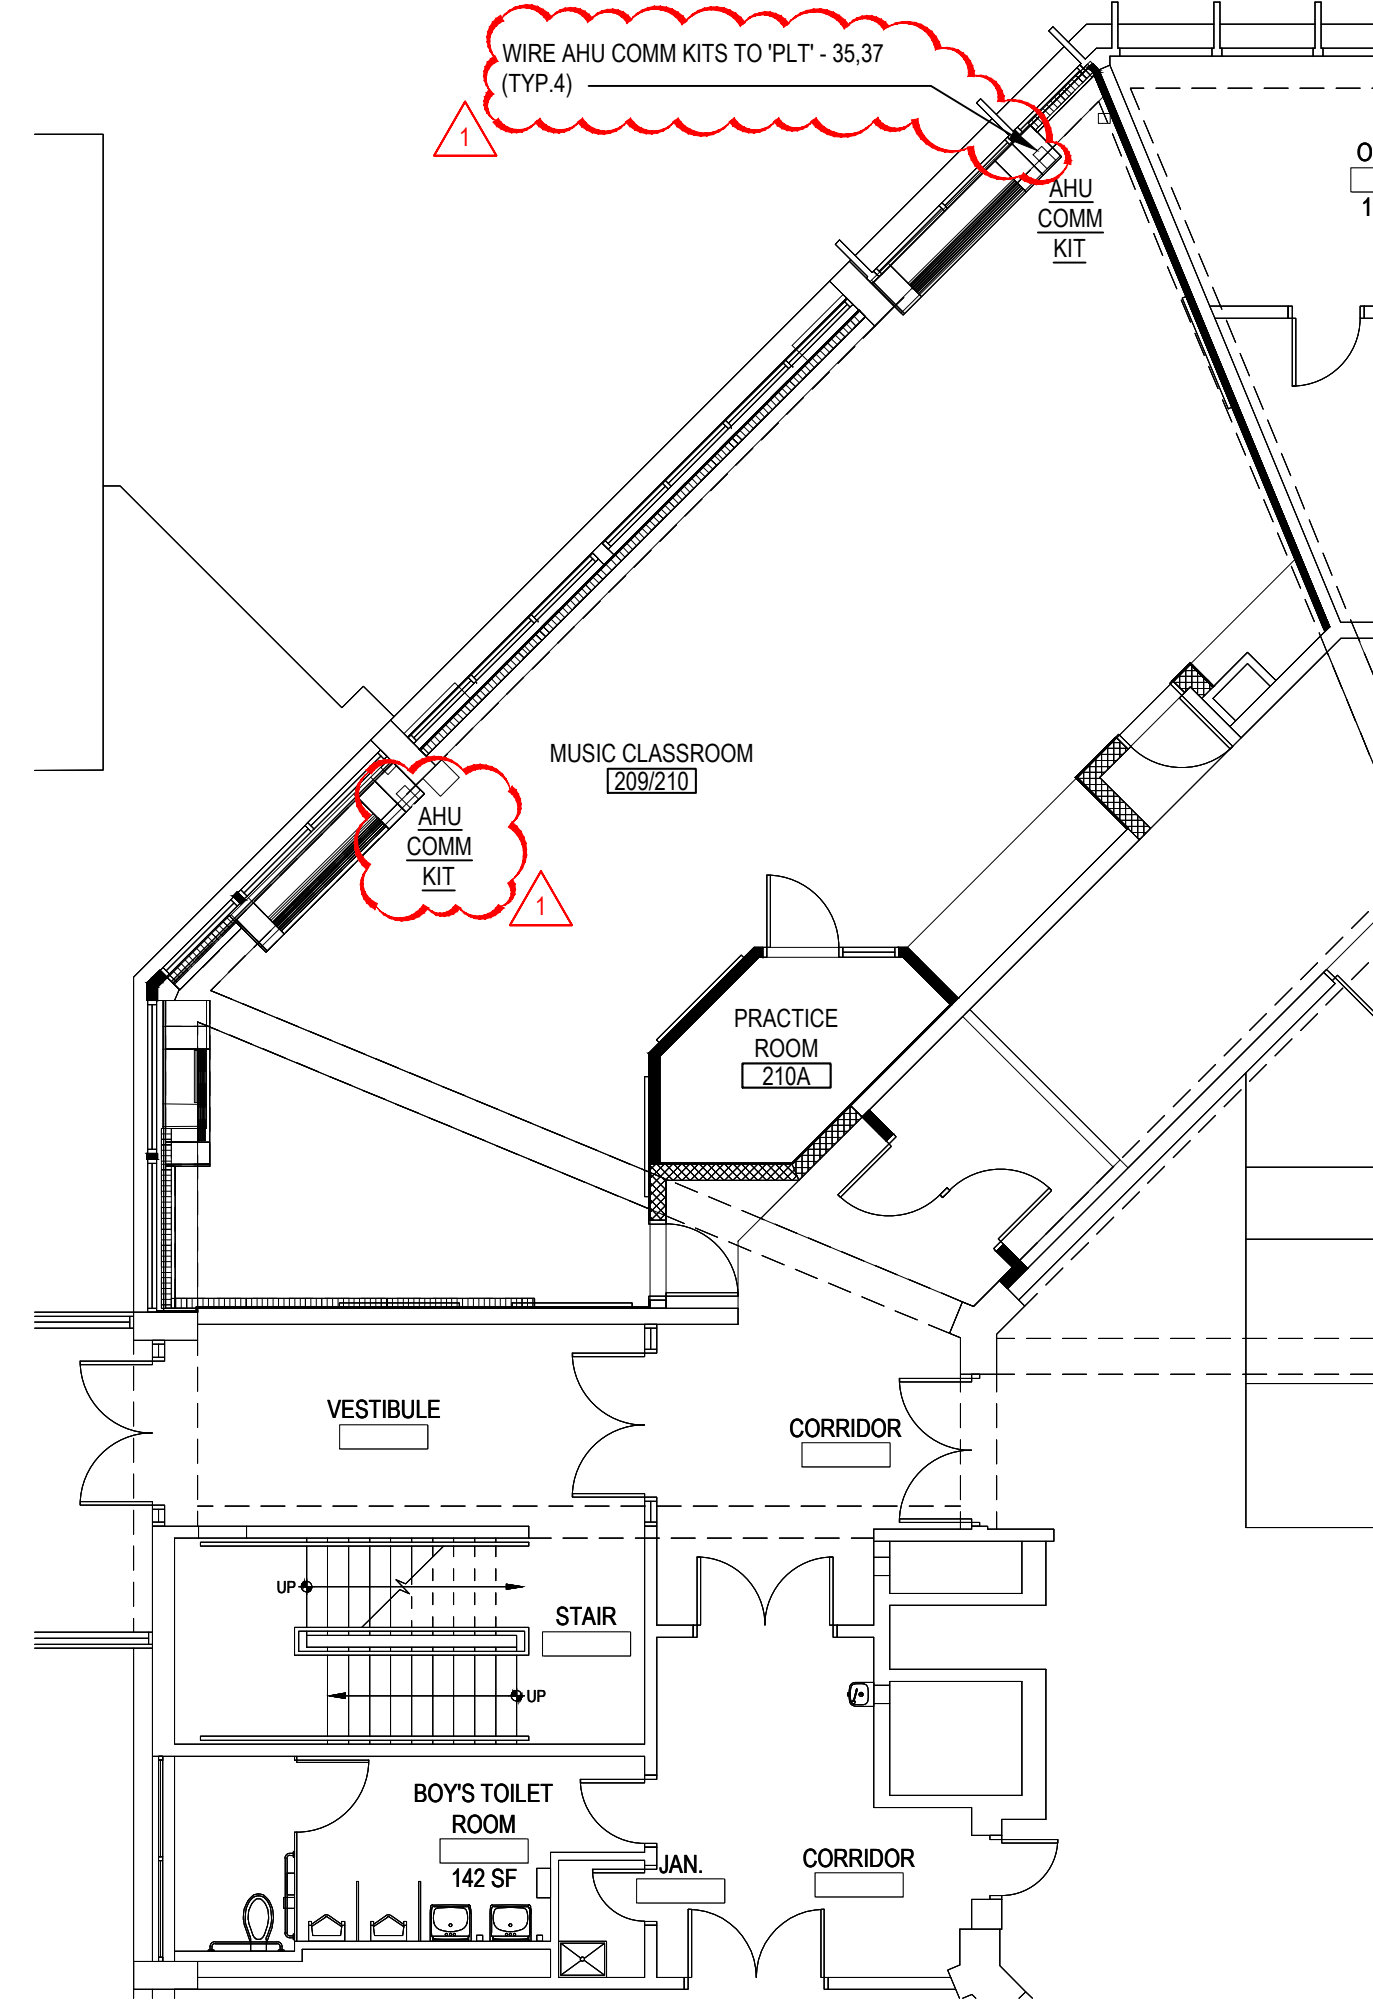 WIRE AHU COMM KITS TO 'PLT' - 35,37
(TYP.4)
1
AHU
COMM
KIT
MUSIC CLASSROOM
209/210
AHU
COMM
KIT
1
PRACTICE
ROOM
210A
VESTIBULE
CORRIDOR
UP
STAIR
UP
BOY'S TOILET
ROOM
142 SF
JAN.
CORRIDOR